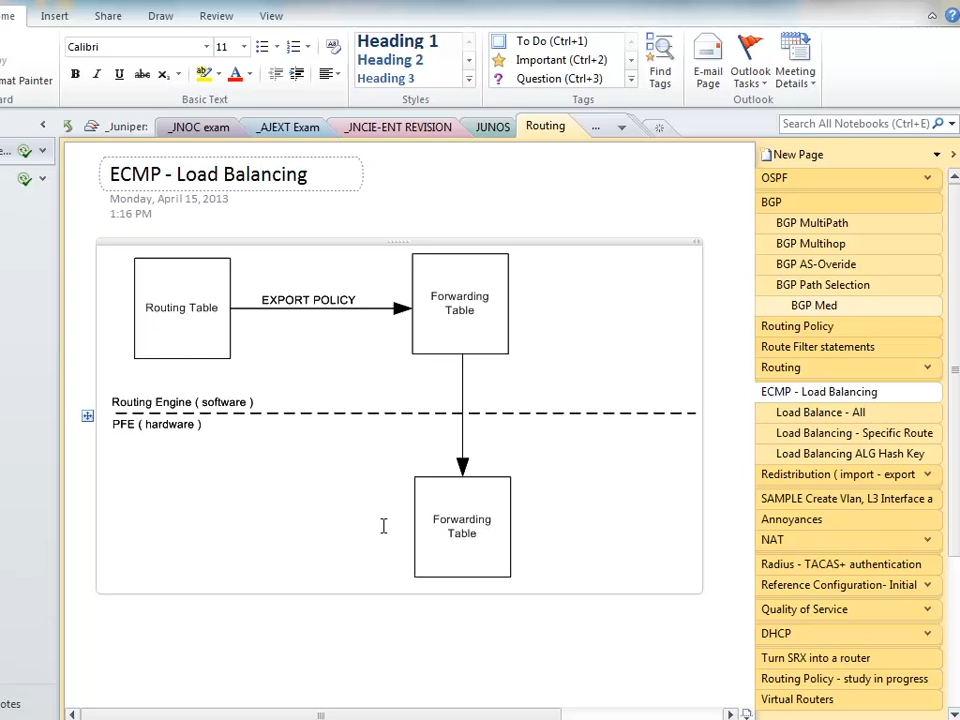 ome Insert Share Draw Review View
Calibri 11
mat Painter
ard
Basic Text
Heading 1
Heading 2
Heading 3
Styles
To Do (Ctrl+1)
Important (Ctrl+2)
Question (Ctrl+3)
Tags
Find Tags
E-mail Page
Outlook Tasks
Meeting Details
Outlook
_Juniper: _JNOC exam _AJEXT Exam _JNCIE-ENT REVISION JUNOS Routing ...
Search All Notebooks (Ctrl+E)
e...
ECMP - Load Balancing
Monday, April 15, 2013
1:16 PM
Routing Table
EXPORT POLICY
Forwarding
Table
Routing Engine ( software )
PFE ( hardware )
Forwarding
Table
otes
New Page
OSPF
BGP
BGP MultiPath
BGP Multihop
BGP AS-Overide
BGP Path Selection
BGP Med
Routing Policy
Route Filter statements
Routing
ECMP - Load Balancing
Load Balance - All
Load Balancing - Specific Route
Load Balancing ALG Hash Key
Redistribution ( import - export
SAMPLE Create Vlan, L3 Interface a
Annoyances
NAT
Radius - TACAS+ authentication
Reference Configuration- Initial
Quality of Service
DHCP
Turn SRX into a router
Routing Policy - study in progress
Virtual Routers